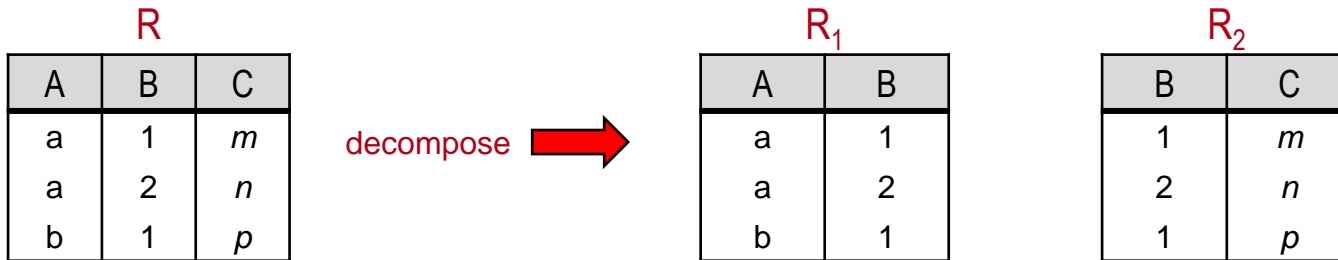 R R₁ R₂
A B C A B B C
a 1 m a 1 1 m
decompose
a 2 n a 2 2 n
b 1 p b 1 1 p